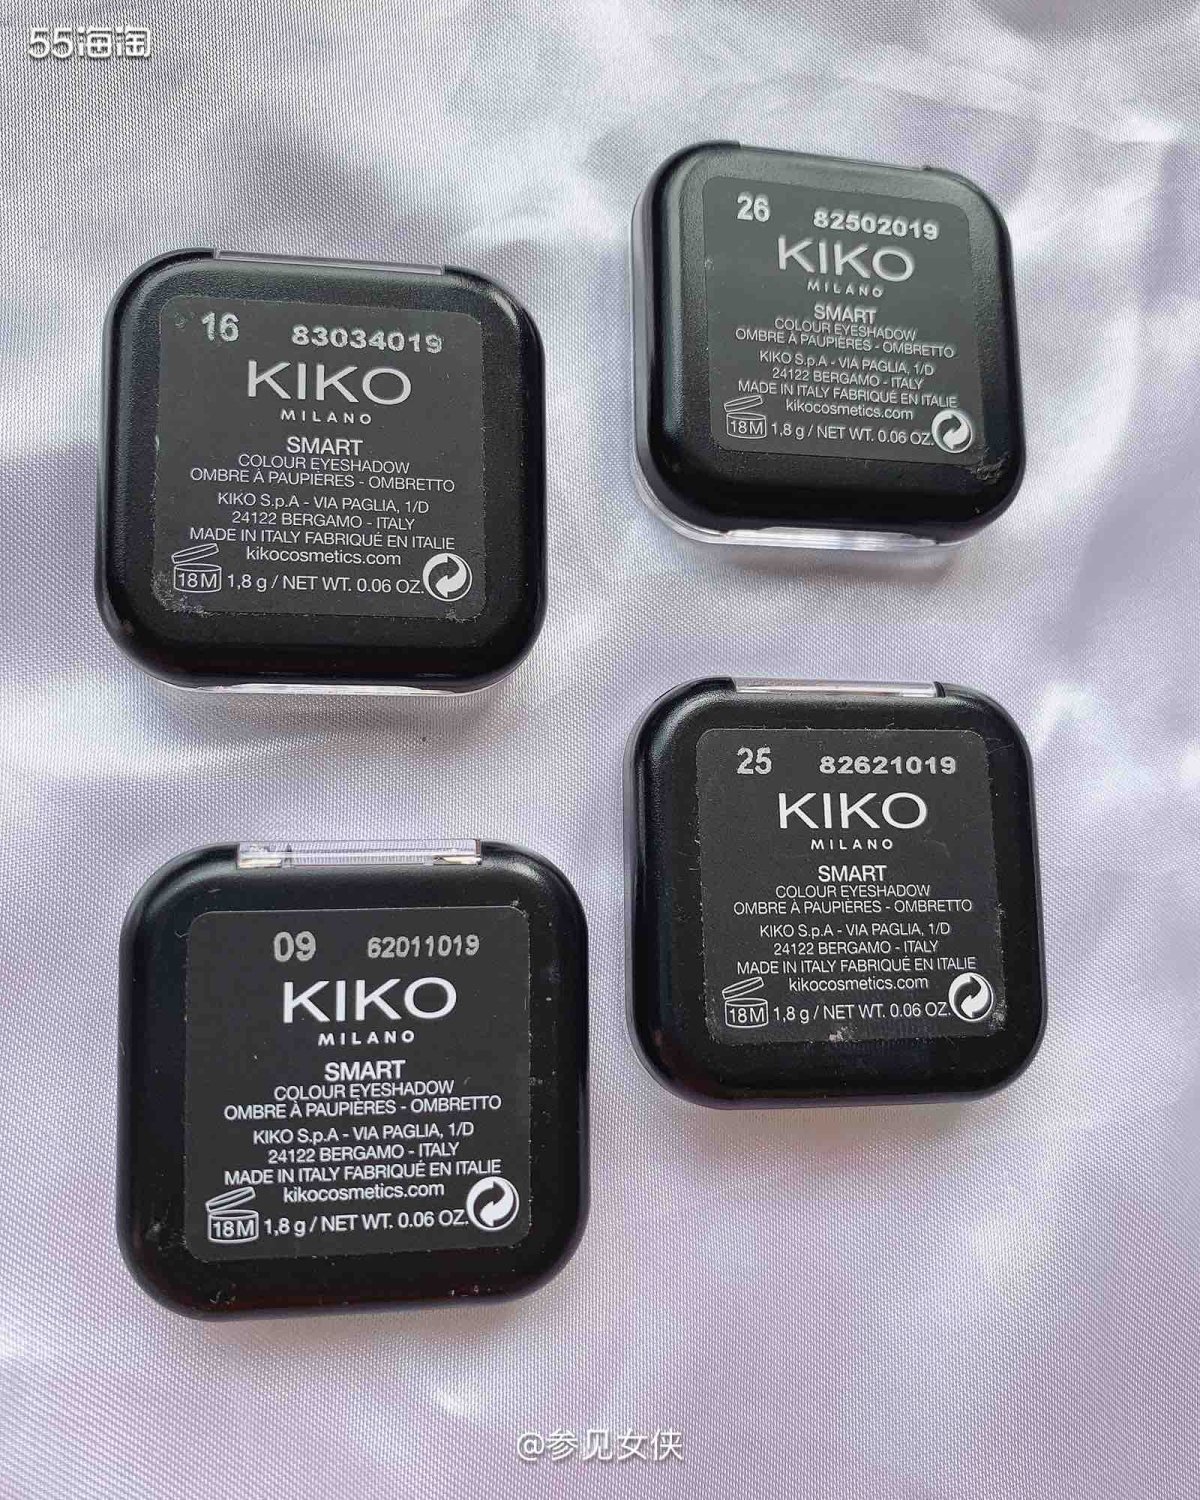 55海淘
26 82502019
KIKO
MILANO
SMART
COLOUR EYESHADOW
OMBRE À PAUPIÈRES - OMBRETTO
KIKO S.p.A - VIA PAGLIA, 1/D
24122 BERGAMO - ITALY
MADE IN ITALY FABRIQUÉ EN ITALIE
kikocosmetics.com
18M 1,8 g / NET WT. 0.06 OZ.
16 83034019
KIKO
MILANO
SMART
COLOUR EYESHADOW
OMBRE À PAUPIÈRES - OMBRETTO
KIKO S.p.A - VIA PAGLIA, 1/D
24122 BERGAMO - ITALY
MADE IN ITALY FABRIQUÉ EN ITALIE
kikocosmetics.com
18M 1,8 g / NET WT. 0.06 OZ.
25 82621019
KIKO
MILANO
SMART
COLOUR EYESHADOW
OMBRE À PAUPIÈRES - OMBRETTO
KIKO S.p.A - VIA PAGLIA, 1/D
24122 BERGAMO - ITALY
MADE IN ITALY FABRIQUÉ EN ITALIE
kikocosmetics.com
18M 1,8 g / NET WT. 0.06 OZ.
09 62011019
KIKO
MILANO
SMART
COLOUR EYESHADOW
OMBRE À PAUPIÈRES - OMBRETTO
KIKO S.p.A - VIA PAGLIA, 1/D
24122 BERGAMO - ITALY
MADE IN ITALY FABRIQUÉ EN ITALIE
kikocosmetics.com
18M 1,8 g / NET WT. 0.06 OZ.
@参见女侠